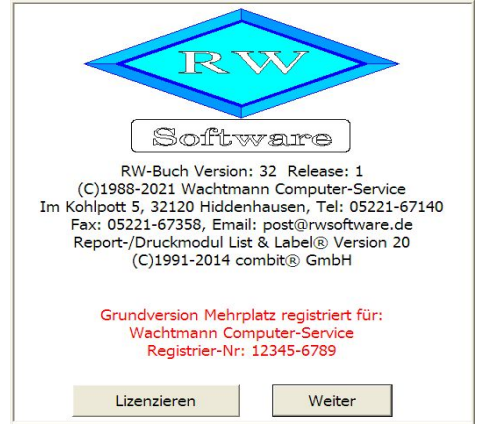 RW
Software
RW-Buch Version: 32 Release: 1
(C)1988-2021 Wachtmann Computer-Service
Im Kohlpott 5, 32120 Hiddenhausen, Tel: 05221-67140
Fax: 05221-67358, Email: post@rwsoftware.de
Report-/Druckmodul List & Label® Version 20
(C)1991-2014 combit® GmbH
Grundversion Mehrplatz registriert für:
Wachtmann Computer-Service
Registrier-Nr: 12345-6789
Lizenzieren Weiter